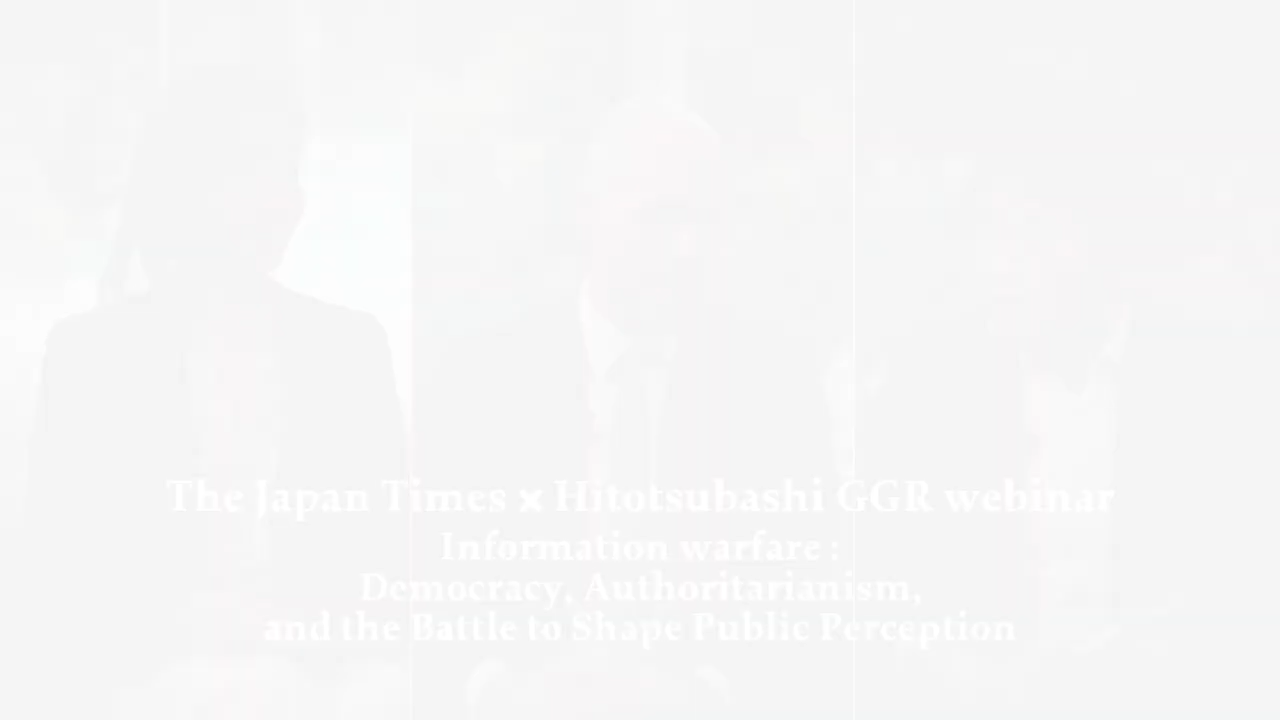 The Japan Times × Hitotsubashi GGR webinar
Information warfare :
Democracy, Authoritarianism,
and the Battle to Shape Public Perception